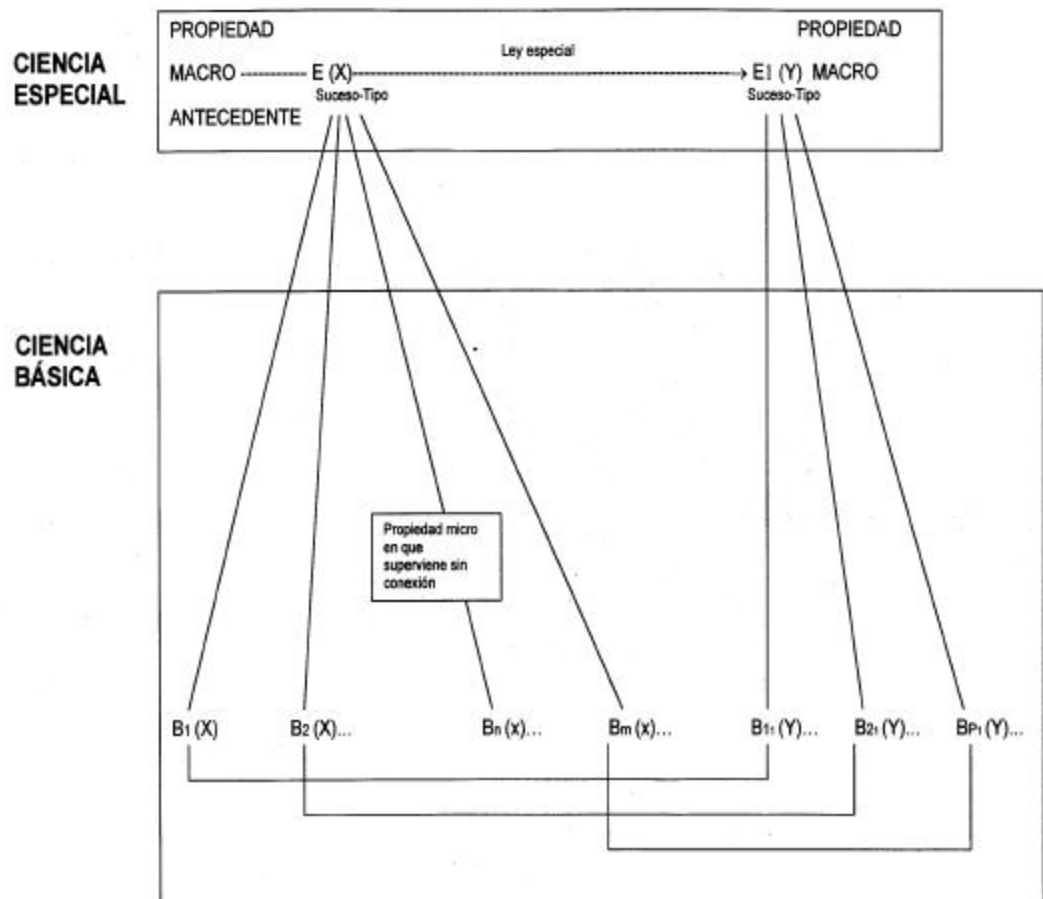 PROPIEDAD PROPIEDAD
Ley especial
CIENCIA
ESPECIAL
MACRO E (X) E1 (Y) MACRO
Suceso-Tipo Suceso-Tipo
ANTECEDENTE
CIENCIA
BÁSICA
Propiedad micro
en que
superviene sin
conexión
B1 (X) B2 (X)... Bn (x)... Bm (x)... B11 (Y)... B21 (Y)... BP1 (Y)...